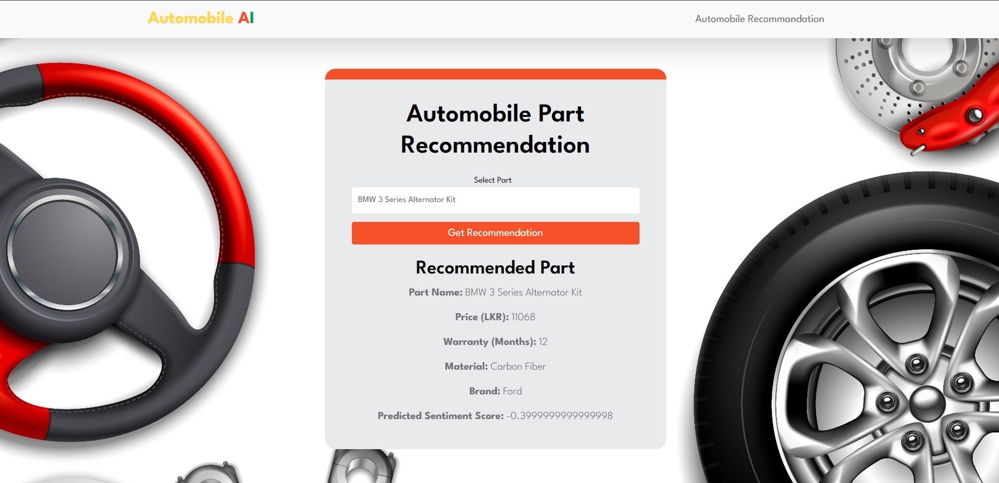 Automobile AI
Automobile Recommandation
Automobile Part
Recommendation
Select Part
BMW 3 Series Alternator Kit
Get Recommendation
Recommended Part
Part Name: BMW 3 Series Alternator Kit
Price (LKR): 11068
Warranty (Months): 12
Material: Carbon Fiber
Brand: Ford
Predicted Sentiment Score: -0.3999999999999998